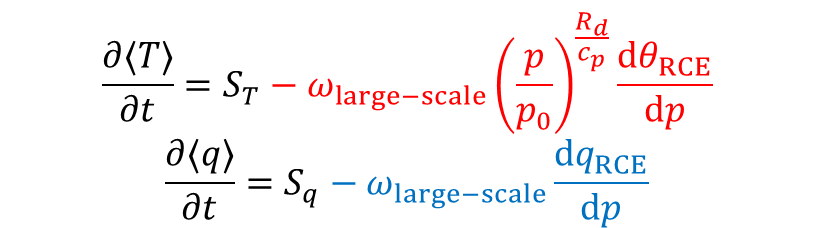 ∂⟨T⟩/∂t = S_T − ω_large−scale (p/p_0)^(R_d/c_p) dθ_RCE/dp
∂⟨q⟩/∂t = S_q − ω_large−scale dq_RCE/dp